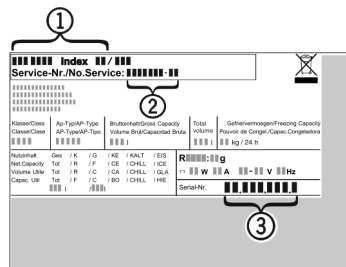 1
Index /
Service-Nr./No.Service: -
2
Klasse/Class Ap-Typ/AP-Type Bruttoinhalt/Gross Capacity Total Gefriervermoegen/Freezing Capacity
Classe/Clase AP-Type/AP-Tipo Volume Brut/Capacidad Bruta volume Pouvoir de Congel./Capac.Congeladora
l l kg / 24 h
Nutzinhalt Ges / K / G / KE / KALT / EIS
Net Capacity Tot / R / F / CE / CHILL / ICE
Volume Utile Tot / R / C / CA / CHILL / GLA
Capac. Util Tot / F / C / BO / CHILL / HIE
l / l
R : g
W A - V Hz
Serial-Nr. . . .
3